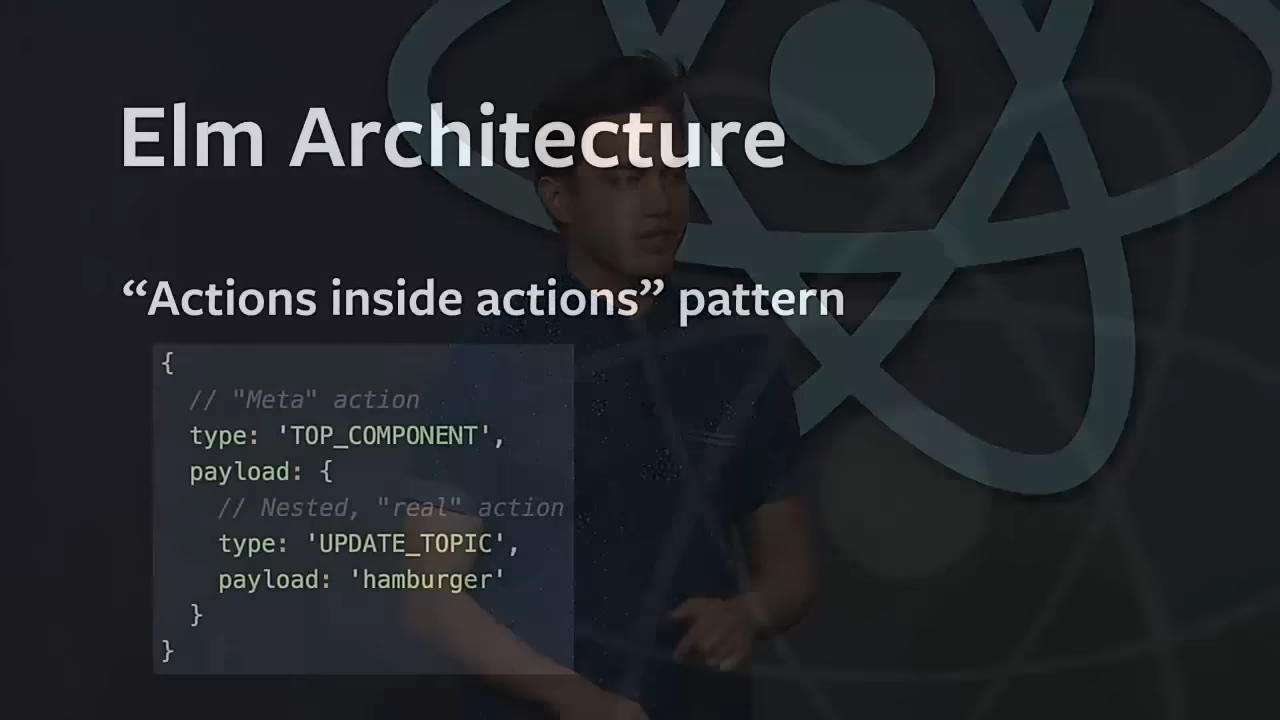 Elm Architecture
“Actions inside actions” pattern
{
// "Meta" action
type: 'TOP_COMPONENT',
payload: {
// Nested, "real" action
type: 'UPDATE_TOPIC',
payload: 'hamburger'
}
}